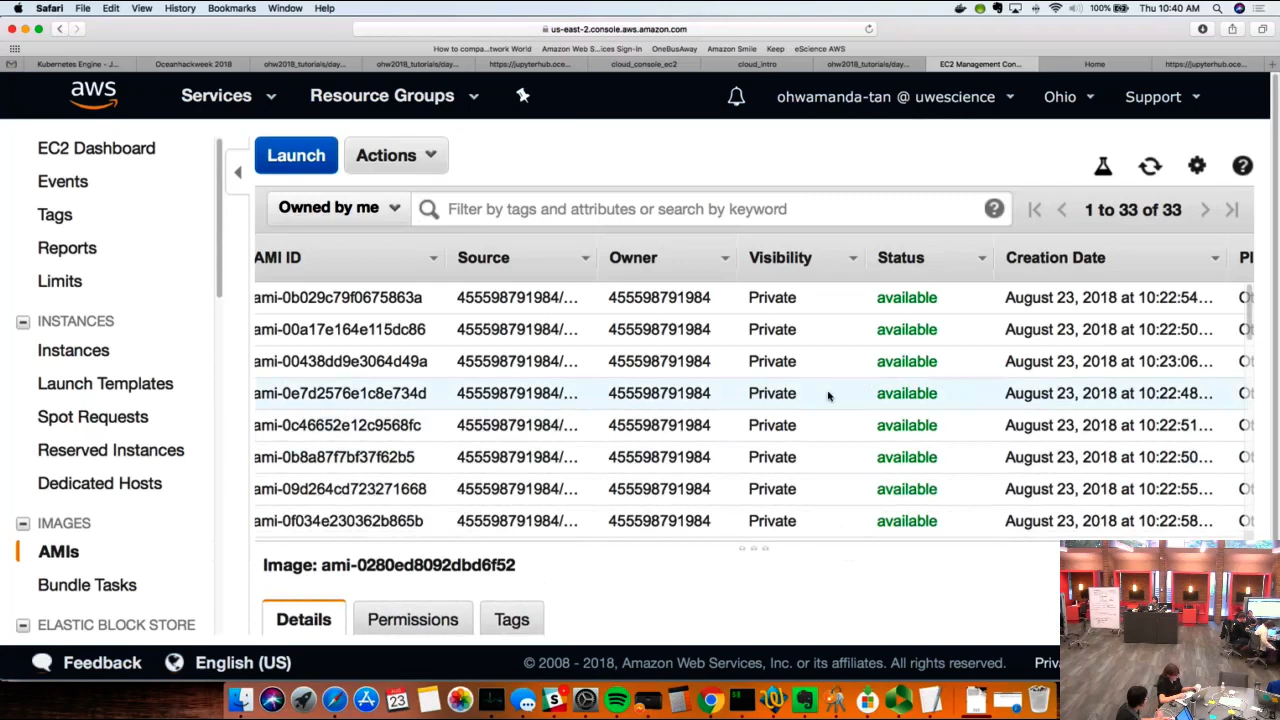 Safari File Edit View History Bookmarks Window Help 100% Thu 10:40 AM
us-east-2.console.aws.amazon.com
How to compa...twork World Amazon Web S...ices Sign-In OneBusAway Amazon Smile Keep eScience AWS
Kubernetes Engine - J... Oceanhackweek 2018 ohw2018_tutorials/day... ohw2018_tutorials/day... https://jupyterhub.oce... cloud_console_ec2 cloud_intro ohw2018_tutorials/day... EC2 Management Con... Home https://jupyterhub.oce...
aws Services Resource Groups ohwamanda-tan @ uwescience Ohio Support
EC2 Dashboard
Events
Tags
Reports
Limits
INSTANCES
Instances
Launch Templates
Spot Requests
Reserved Instances
Dedicated Hosts
IMAGES
AMIs
Bundle Tasks
ELASTIC BLOCK STORE
Launch Actions
Owned by me Filter by tags and attributes or search by keyword 1 to 33 of 33
AMI ID Source Owner Visibility Status Creation Date Pl
ami-0b029c79f0675863a 455598791984/... 455598791984 Private available August 23, 2018 at 10:22:54... Ot
ami-00a17e164e115dc86 455598791984/... 455598791984 Private available August 23, 2018 at 10:22:50... Ot
ami-00438dd9e3064d49a 455598791984/... 455598791984 Private available August 23, 2018 at 10:23:06... Ot
ami-0e7d2576e1c8e734d 455598791984/... 455598791984 Private available August 23, 2018 at 10:22:48... Ot
ami-0c46652e12c9568fc 455598791984/... 455598791984 Private available August 23, 2018 at 10:22:51... Ot
ami-0b8a87f7bf37f62b5 455598791984/... 455598791984 Private available August 23, 2018 at 10:22:50... Ot
ami-09d264cd723271668 455598791984/... 455598791984 Private available August 23, 2018 at 10:22:55... Ot
ami-0f034e230362b865b 455598791984/... 455598791984 Private available August 23, 2018 at 10:22:58... Ot
Image: ami-0280ed8092dbd6f52
Details Permissions Tags
Feedback English (US) © 2008 - 2018, Amazon Web Services, Inc. or its affiliates. All rights reserved. Priva